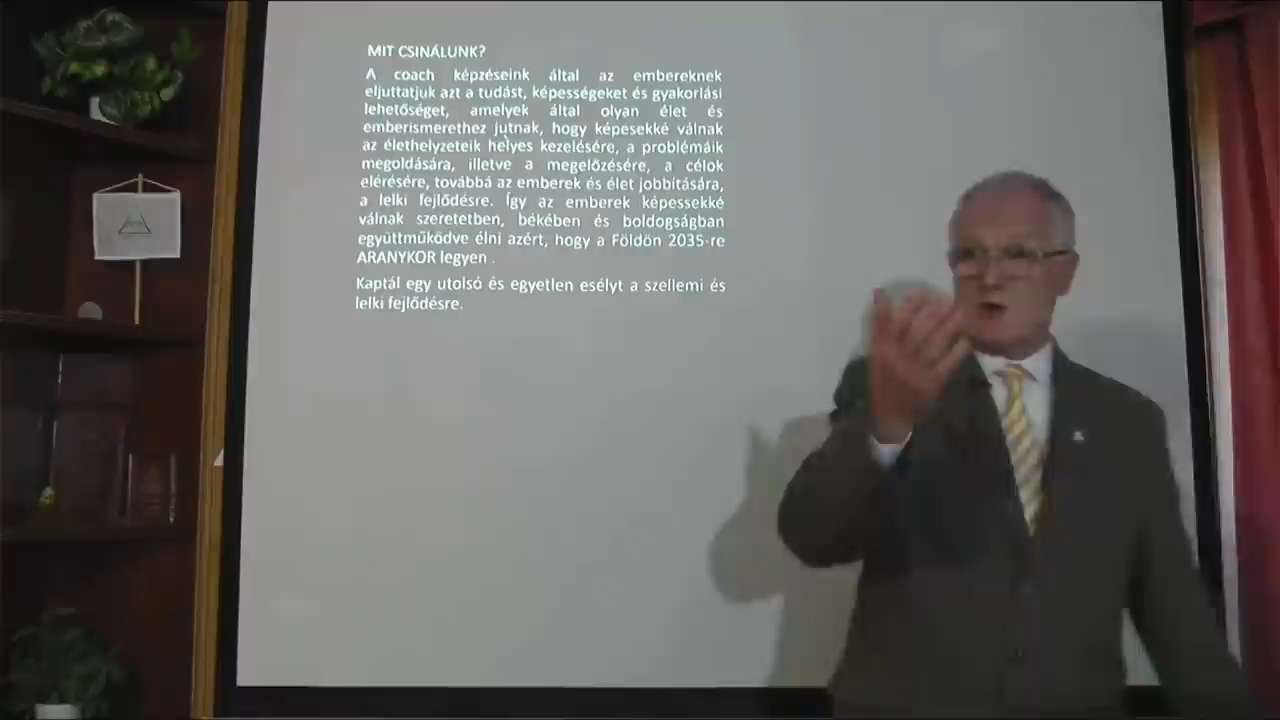 MIT CSINÁLUNK?
A coach képzéseink által az embereknek
eljuttatjuk azt a tudást, képességeket és gyakorlási
lehetőséget, amelyek által olyan élet és
emberismerethez jutnak, hogy képesekké válnak
az élethelyzeteik helyes kezelésére, a problémáik
megoldására, illetve a megelőzésére, a célok
elérésére, továbbá az emberek és élet jobbítására,
a lelki fejlődésre. Így az emberek képessekké
válnak szeretetben, békében és boldogságban
együttműködve élni azért, hogy a Földön 2035-re
ARANYKOR legyen .
Kaptál egy utolsó és egyetlen esélyt a szellemi és
lelki fejlődésre.